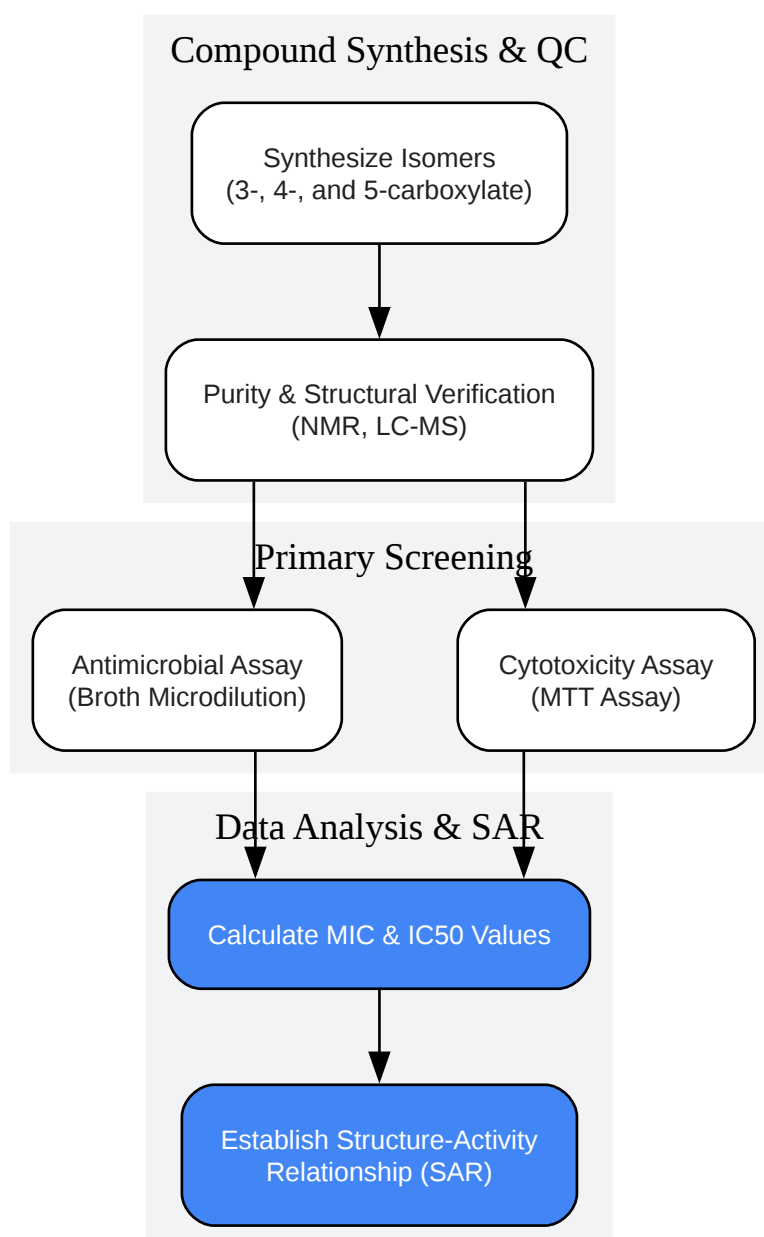 Compound Synthesis & QC
Synthesize Isomers
(3-, 4-, and 5-carboxylate)
Purity & Structural Verification
(NMR, LC-MS)
Primary Screening
Antimicrobial Assay
(Broth Microdilution)
Cytotoxicity Assay
(MTT Assay)
Data Analysis & SAR
Calculate MIC & IC50 Values
Establish Structure-Activity
Relationship (SAR)